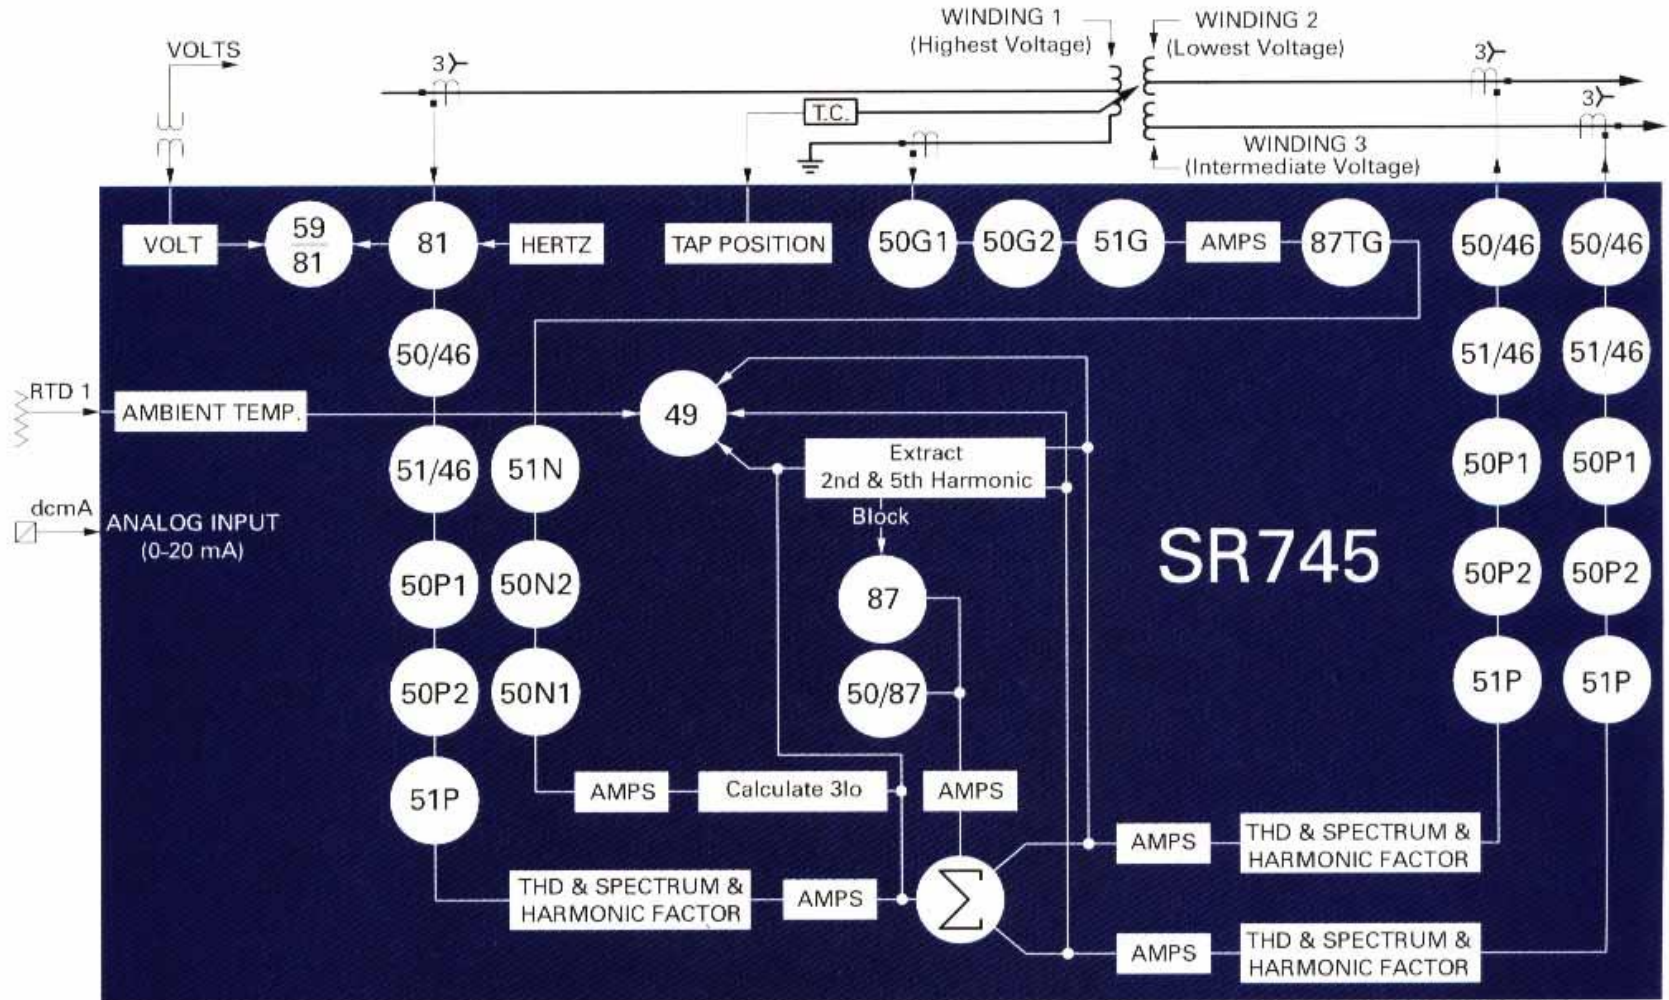 WINDING 1
(Highest Voltage)
WINDING 2
(Lowest Voltage)
VOLTS
3
3
3
T.C.
WINDING 3
(Intermediate Voltage)
VOLT
59
81
81
HERTZ
TAP POSITION
50G1
50G2
51G
AMPS
87TG
50/46
50/46
50/46
51/46
51/46
RTD 1
AMBIENT TEMP.
49
51/46
51N
Extract
2nd & 5th Harmonic
50P1
50P1
dcmA
ANALOG INPUT
(0-20 mA)
Block
SR745
50P1
50N2
87
50P2
50P2
50P2
50N1
50/87
51P
51P
51P
AMPS
Calculate 3Io
AMPS
AMPS
THD & SPECTRUM &
HARMONIC FACTOR
THD & SPECTRUM &
HARMONIC FACTOR
AMPS
Σ
AMPS
THD & SPECTRUM &
HARMONIC FACTOR